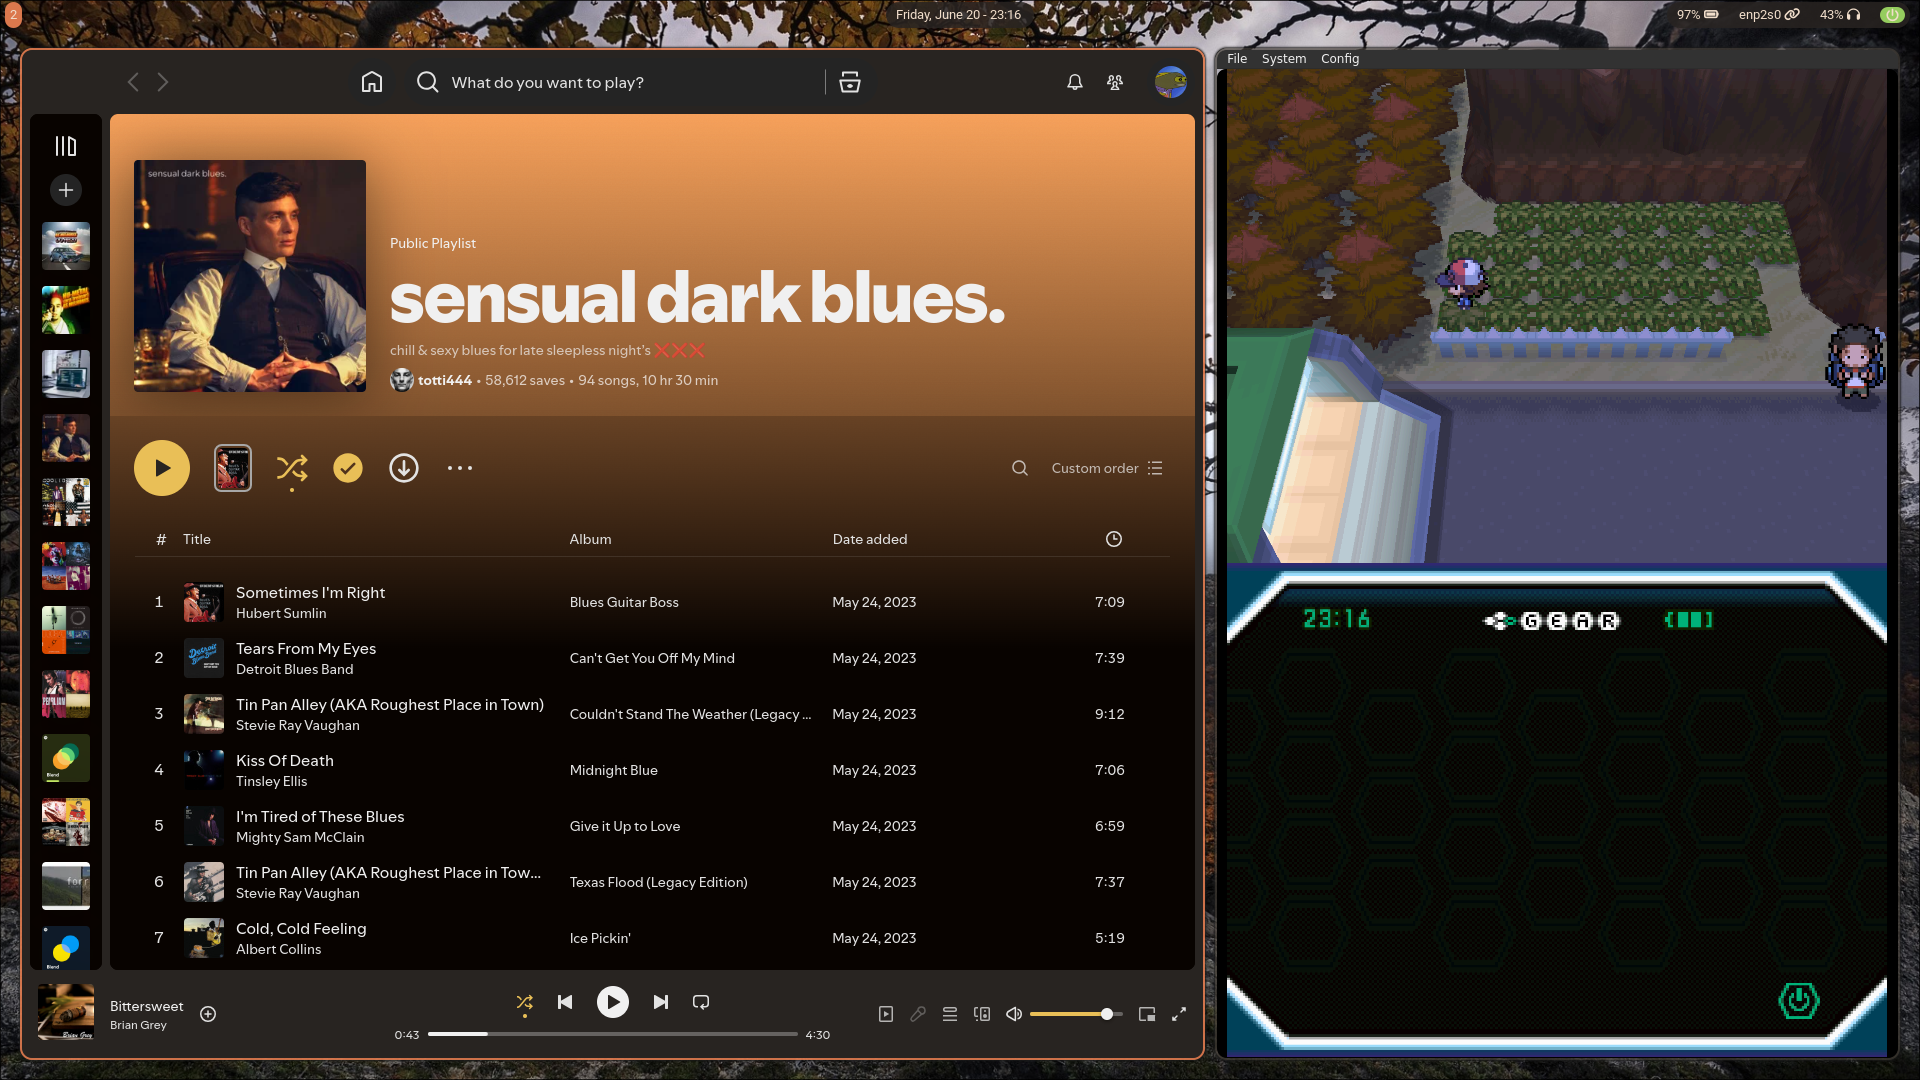 2
Friday, June 20 - 23:16
97%
enp2s0
43%
What do you want to play?
sensual dark blues.
Public Playlist
sensual dark blues.
chill & sexy blues for late sleepless night's ❌❌❌
totti444 • 58,612 saves • 94 songs, 10 hr 30 min
Custom order
# Title Album Date added
1 Sometimes I'm Right Blues Guitar Boss May 24, 2023 7:09
Hubert Sumlin
2 Tears From My Eyes Can't Get You Off My Mind May 24, 2023 7:39
Detroit Blues Band
3 Tin Pan Alley (AKA Roughest Place in Town) Couldn't Stand The Weather (Legacy ... May 24, 2023 9:12
Stevie Ray Vaughan
4 Kiss Of Death Midnight Blue May 24, 2023 7:06
Tinsley Ellis
5 I'm Tired of These Blues Give it Up to Love May 24, 2023 6:59
Mighty Sam McClain
6 Tin Pan Alley (AKA Roughest Place in Tow... Texas Flood (Legacy Edition) May 24, 2023 7:37
Stevie Ray Vaughan
7 Cold, Cold Feeling Ice Pickin' May 24, 2023 5:19
Albert Collins
Blend
Blend
Bittersweet
Brian Grey
Brian Grey
0:43
4:30
File System Config
23:16
GEAR